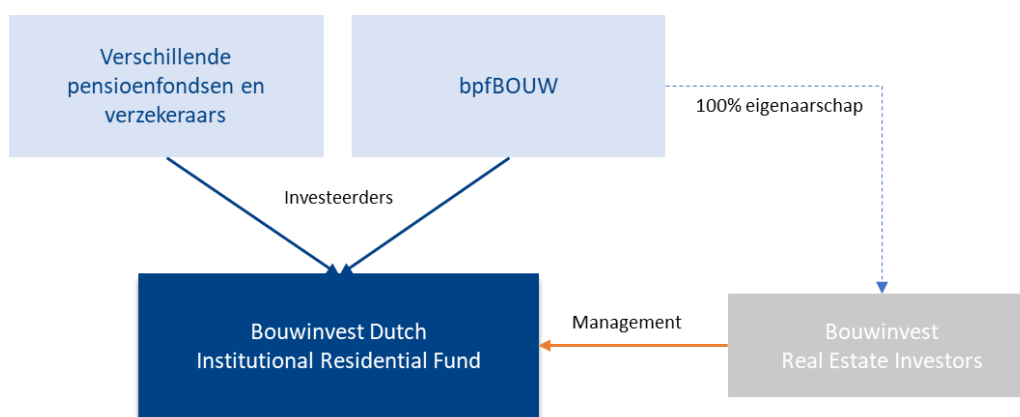 Verschillende
pensioenfondsen en
verzekeraars
bpfBOUW
100% eigenaarschap
Investeerders
Bouwinvest Dutch
Institutional Residential Fund
Management
Bouwinvest
Real Estate Investors